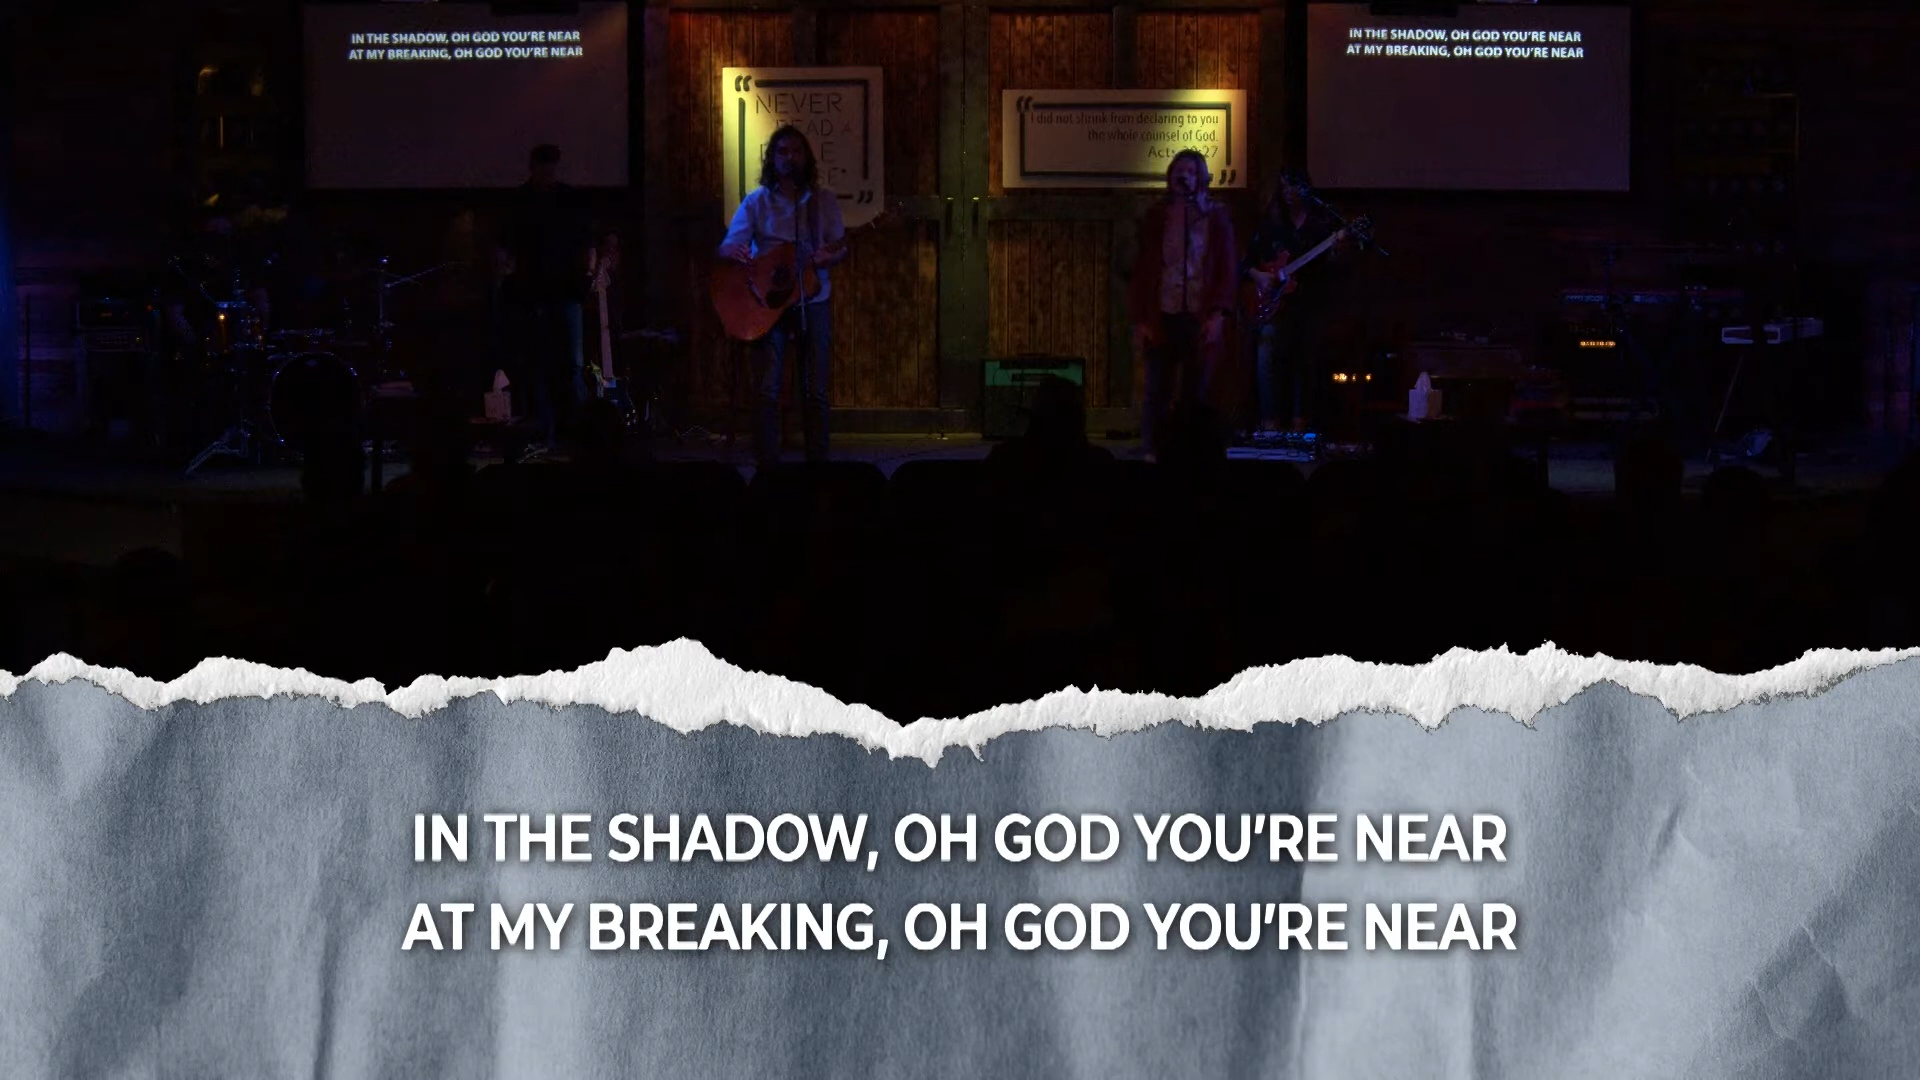 IN THE SHADOW, OH GOD YOU'RE NEAR
AT MY BREAKING, OH GOD YOU'RE NEAR
NEVER
READ A
I did not shrink from declaring to you
the whole counsel of God.
IN THE SHADOW, OH GOD YOU'RE NEAR
AT MY BREAKING, OH GOD YOU'RE NEAR
IN THE SHADOW, OH GOD YOU'RE NEAR
AT MY BREAKING, OH GOD YOU'RE NEAR